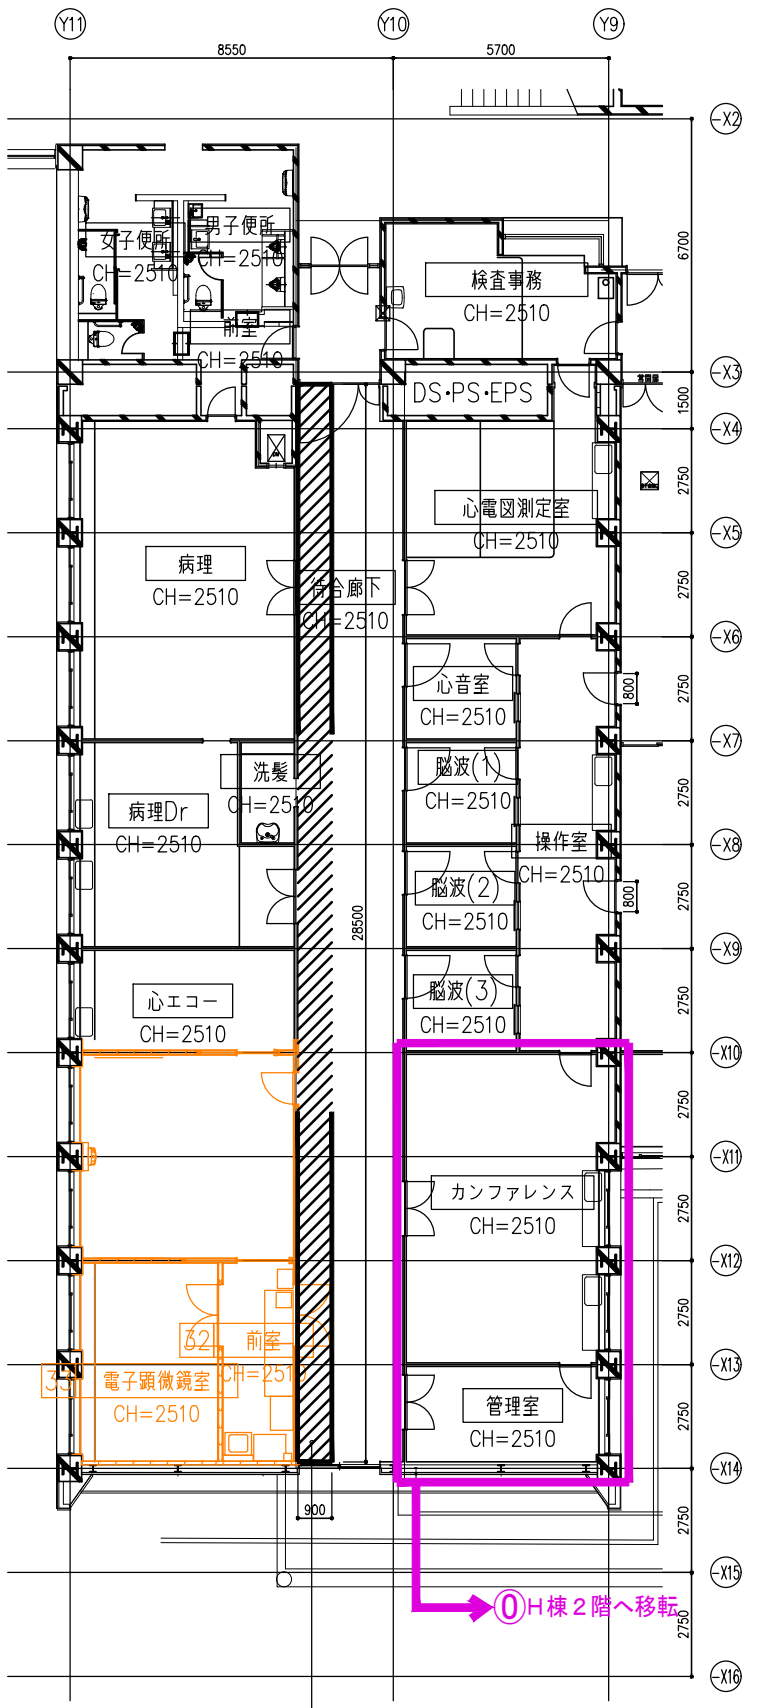 Y11 Y10 Y9
8550 5700
-X2
6700
女子便所
CH=2510
男子便所
CH=2510
検査事務
CH=2510
前室
CH=2510
-X3
DS・PS・EPS
1500
-X4
2750
心電図測定室
CH=2510
-X5
病理
CH=2510
待合廊下
CH=2510
2750
-X6
心音室
CH=2510
800
2750
-X7
洗髪
CH=2510
脳波(1)
CH=2510
2750
病理Dr
CH=2510
操作室
CH=2510
-X8
脳波(2)
CH=2510
800
2750
28500
-X9
心エコー
CH=2510
脳波(3)
CH=2510
2750
-X10
2750
-X11
カンファレンス
CH=2510
2750
-X12
2750
32 前室
CH=2510
-X13
33 電子顕微鏡室
CH=2510
管理室
CH=2510
2750
-X14
900
2750
-X15
⓪H棟2階へ移転
2750
-X16